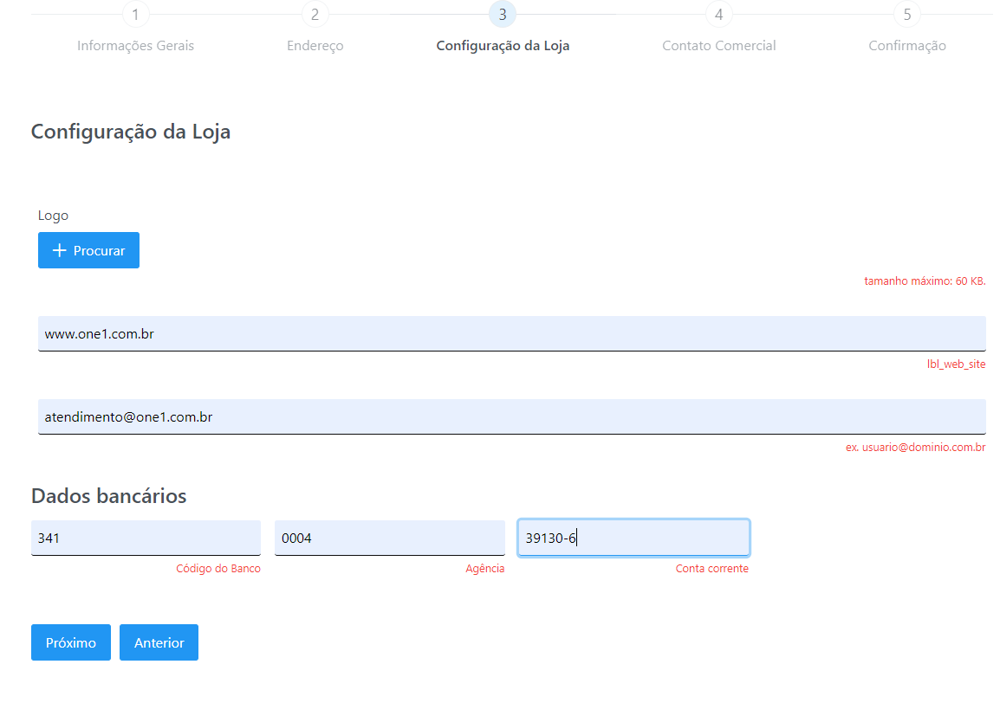 1 2 3 4 5
Informações Gerais Endereço Configuração da Loja Contato Comercial Confirmação
Configuração da Loja
Logo
+ Procurar
tamanho máximo: 60 KB.
www.one1.com.br
lbl_web_site
atendimento@one1.com.br
ex. usuario@dominio.com.br
Dados bancários
341 0004 39130-6
Código do Banco Agência Conta corrente
Próximo Anterior